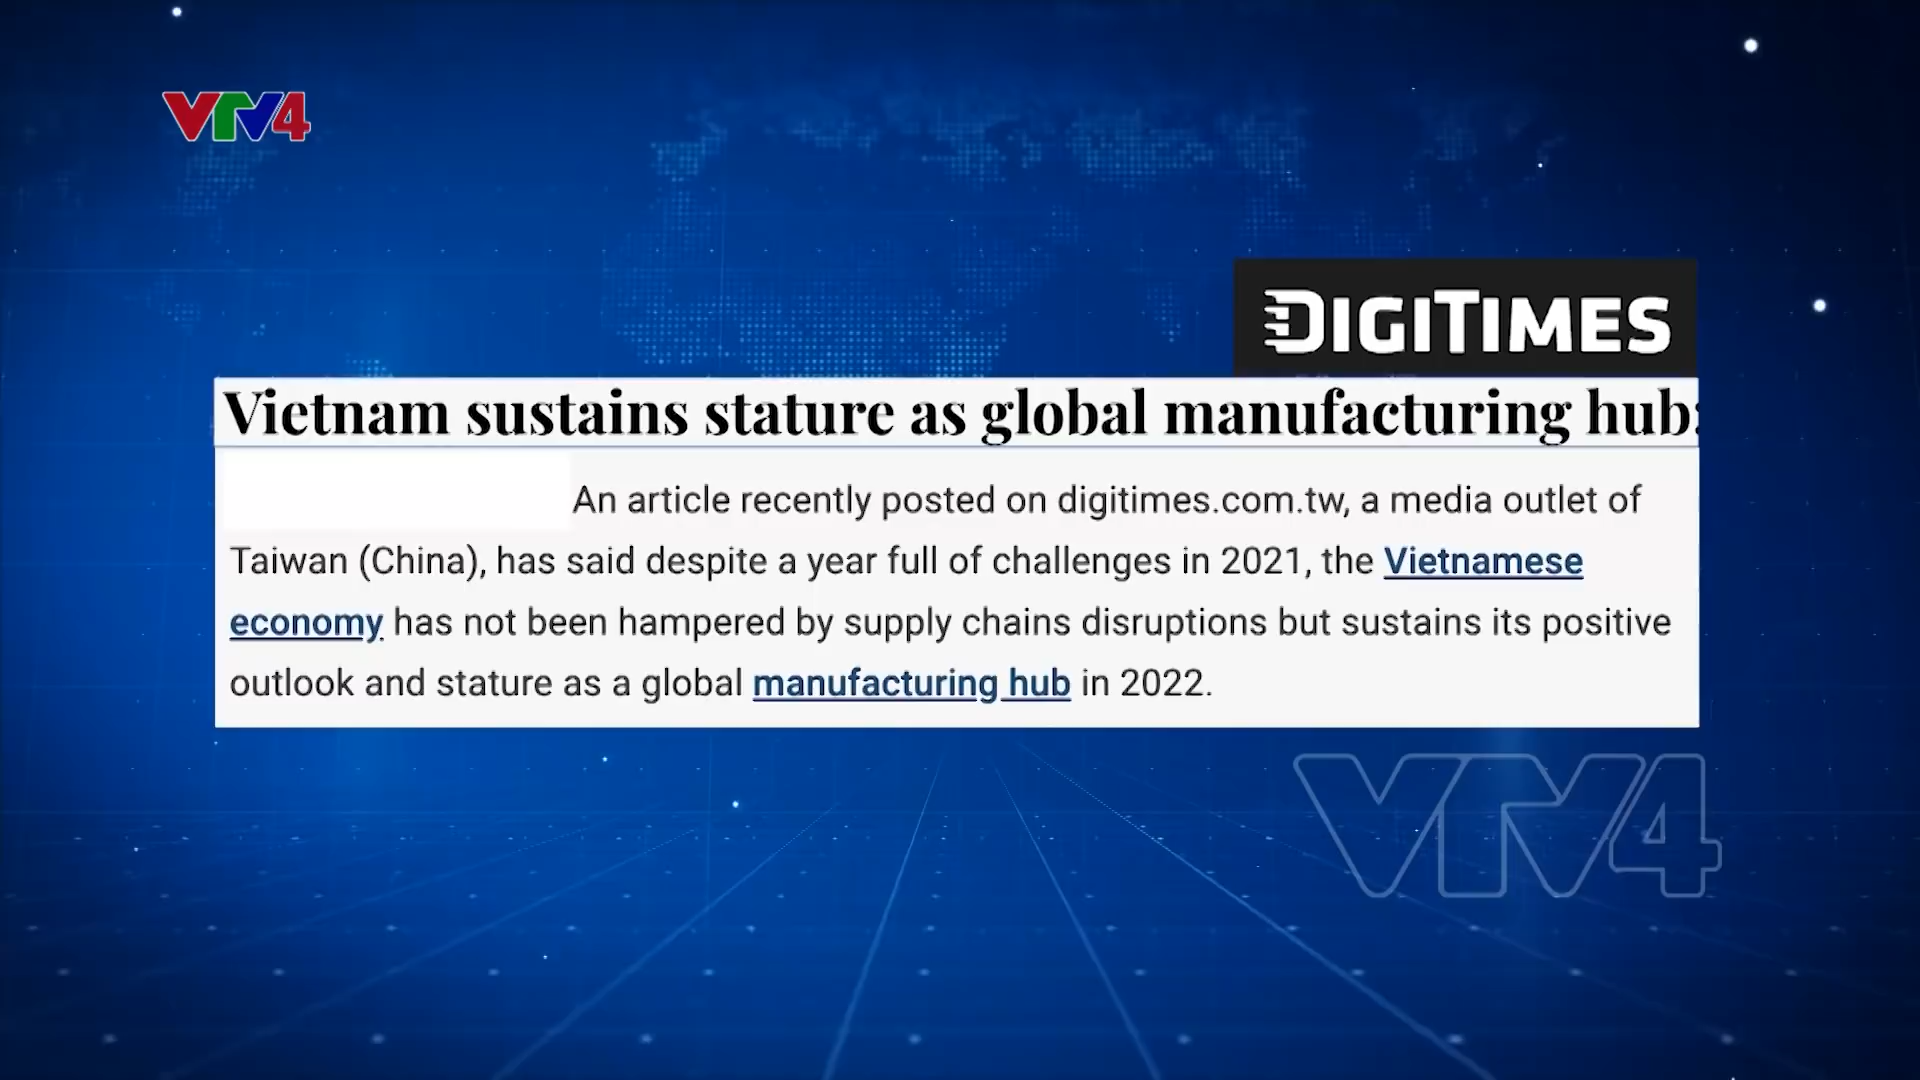 VTV4
DIGITIMES
Vietnam sustains stature as global manufacturing hub:
An article recently posted on digitimes.com.tw, a media outlet of
Taiwan (China), has said despite a year full of challenges in 2021, the Vietnamese
economy has not been hampered by supply chains disruptions but sustains its positive
outlook and stature as a global manufacturing hub in 2022.
VTV4